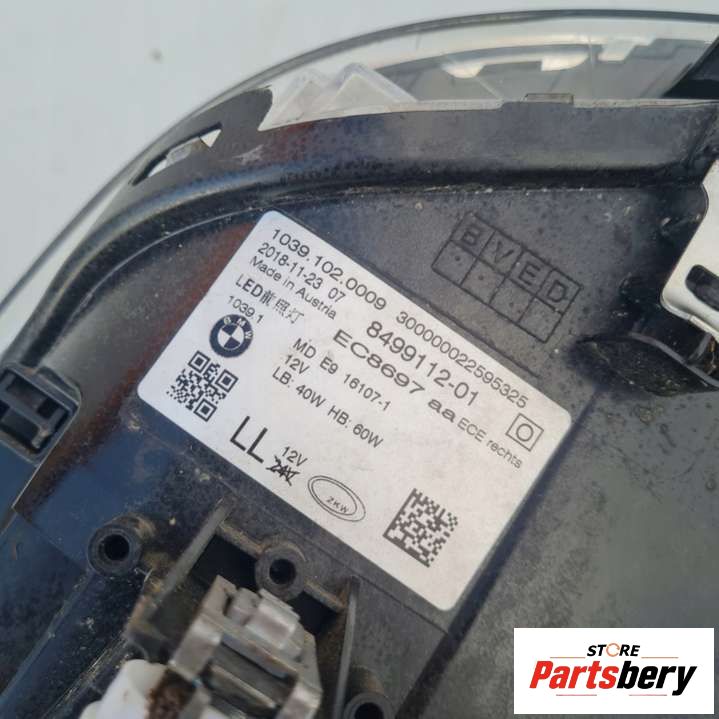 BVED
1039.102.0009 300000022595325
2018-11-23 07
Made in Austria
8499112-01
LED前照灯
EC8697 aa ECE rechts
1039.1
BMW
MD E9 16107-1
12V
LB: 40W HB: 60W
LL 12V
24V
ZKW
STORE
Partsbery